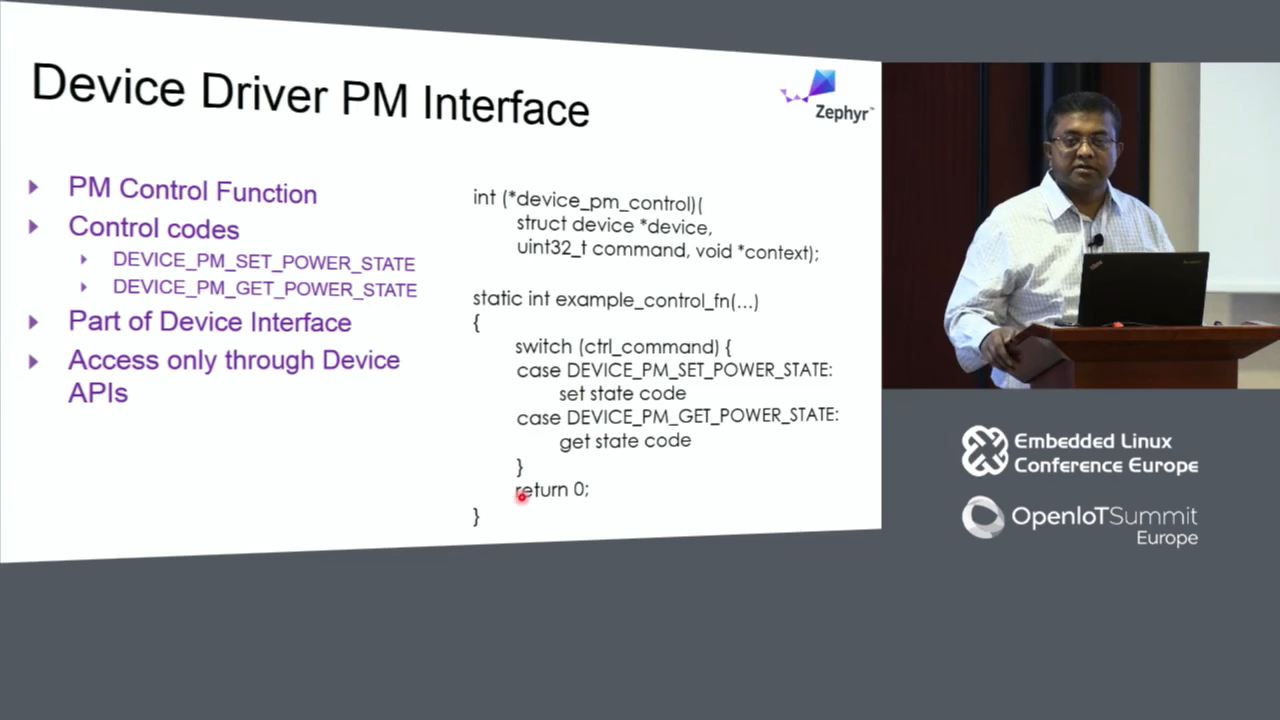 Device Driver PM Interface
Zephyr™
PM Control Function
Control codes
DEVICE_PM_SET_POWER_STATE
DEVICE_PM_GET_POWER_STATE
Part of Device Interface
Access only through Device
APIs
int (*device_pm_control)(
struct device *device,
uint32_t command, void *context);
static int example_control_fn(...)
{
switch (ctrl_command) {
case DEVICE_PM_SET_POWER_STATE:
set state code
case DEVICE_PM_GET_POWER_STATE:
get state code
}
return 0;
}
Embedded Linux
Conference Europe
OpenIoTSummit
Europe